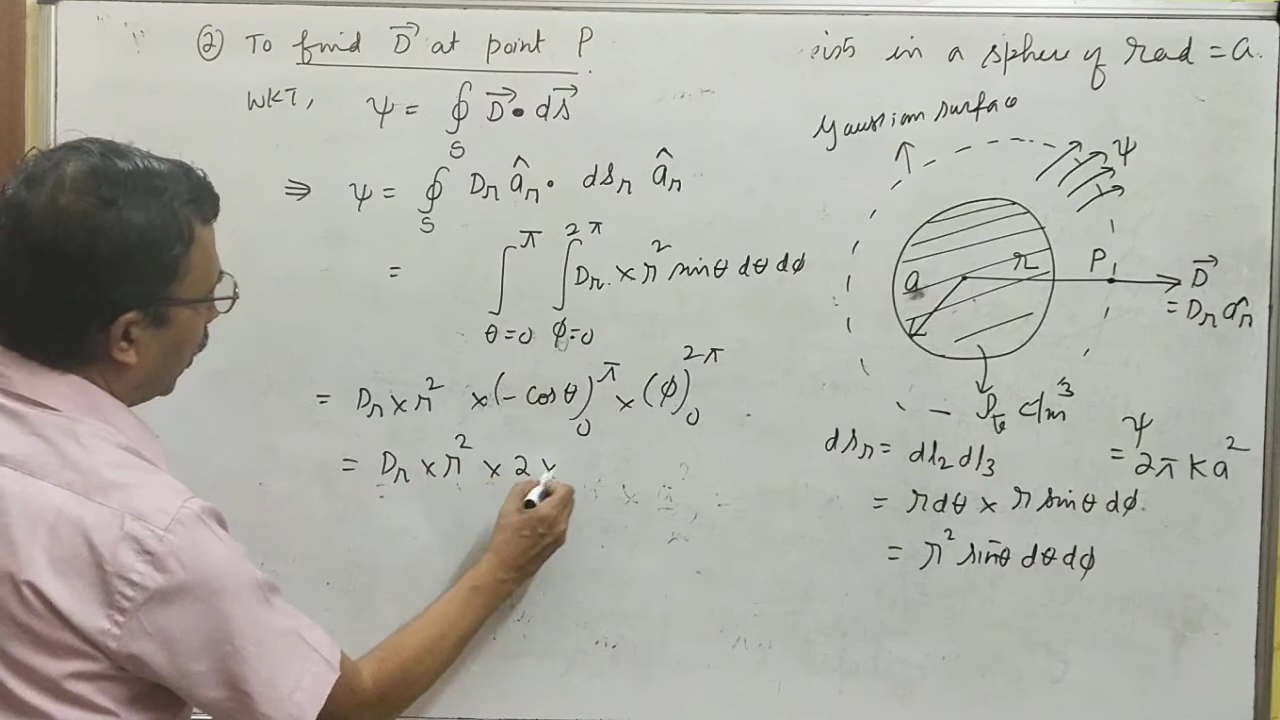 ② To find D⃗ at point P.
WKT, ψ = ∮S D⃗ • dS⃗
⇒ ψ = ∮S Dr âr • dSr âr
= ∫θ=0^π ∫ϕ=0^2π Dr × r² sinθ dθ dϕ
= Dr × r² × (- cosθ)0^π × (ϕ)0^2π
= Dr × r² × 2 ×
in a sphere of rad = a.
Gaussian surface
ψ
a
r
P
D⃗
= Dr âr
c/m³
ψ
= 2π K a²
dSr = dl2 dl3
= r dθ × r sinθ dϕ.
= r² sinθ dθ dϕ